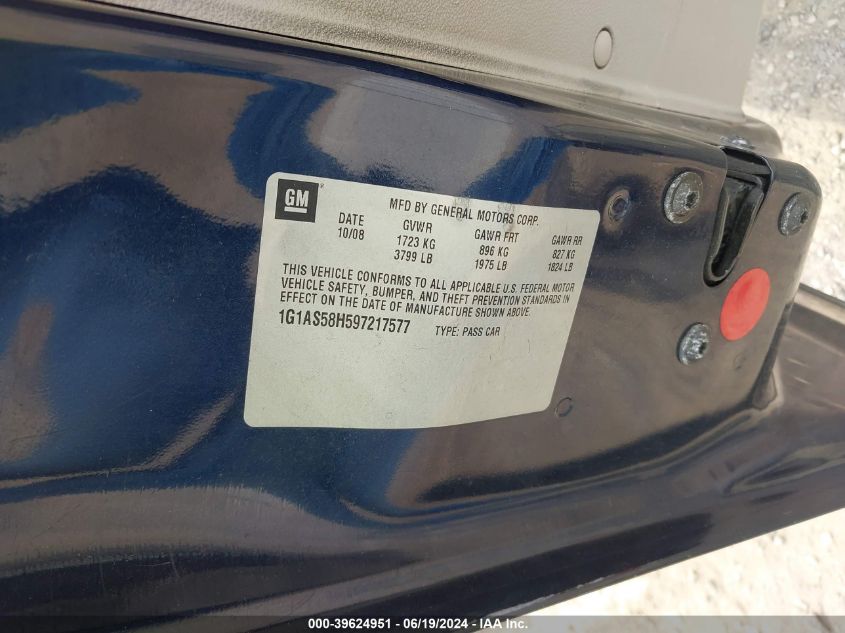 GM®
MFD BY GENERAL MOTORS CORP.
DATE GVWR GAWR FRT GAWR RR
10/08 1723 KG 896 KG 827 KG
3799 LB 1975 LB 1824 LB
THIS VEHICLE CONFORMS TO ALL APPLICABLE U.S. FEDERAL MOTOR
VEHICLE SAFETY, BUMPER, AND THEFT PREVENTION STANDARDS IN
EFFECT ON THE DATE OF MANUFACTURE SHOWN ABOVE.
1G1AS58H597217577 TYPE: PASS CAR
000-39624951 - 06/19/2024 - IAA Inc.